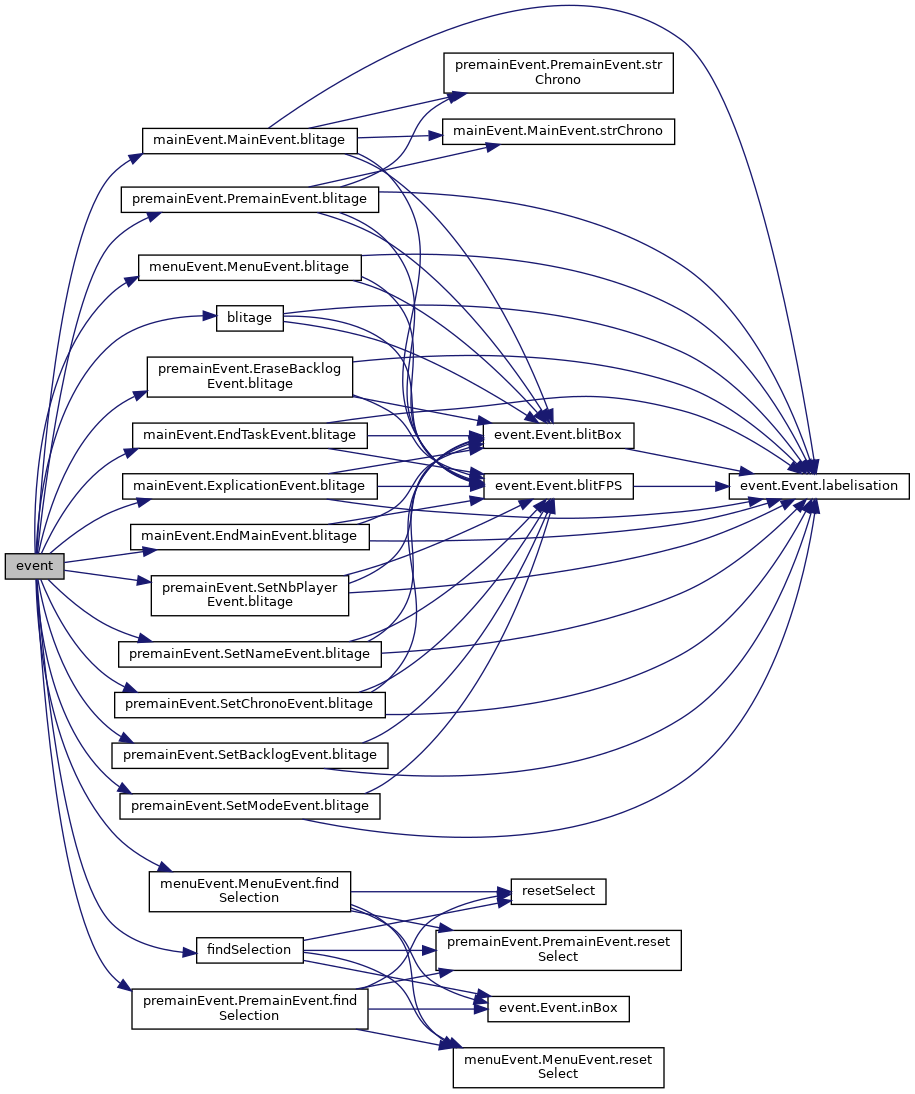 premainEvent.PremainEvent.str
Chrono
mainEvent.MainEvent.strChrono
mainEvent.MainEvent.blitage
premainEvent.PremainEvent.blitage
menuEvent.MenuEvent.blitage
blitage
premainEvent.EraseBacklog
Event.blitage
mainEvent.EndTaskEvent.blitage
event.Event.blitBox
mainEvent.ExplicationEvent.blitage
event.Event.blitFPS
event.Event.labelisation
mainEvent.EndMainEvent.blitage
event
premainEvent.SetNbPlayer
Event.blitage
premainEvent.SetNameEvent.blitage
premainEvent.SetChronoEvent.blitage
premainEvent.SetBacklogEvent.blitage
premainEvent.SetModeEvent.blitage
menuEvent.MenuEvent.find
Selection
resetSelect
findSelection
premainEvent.PremainEvent.reset
Select
premainEvent.PremainEvent.find
Selection
event.Event.inBox
menuEvent.MenuEvent.reset
Select